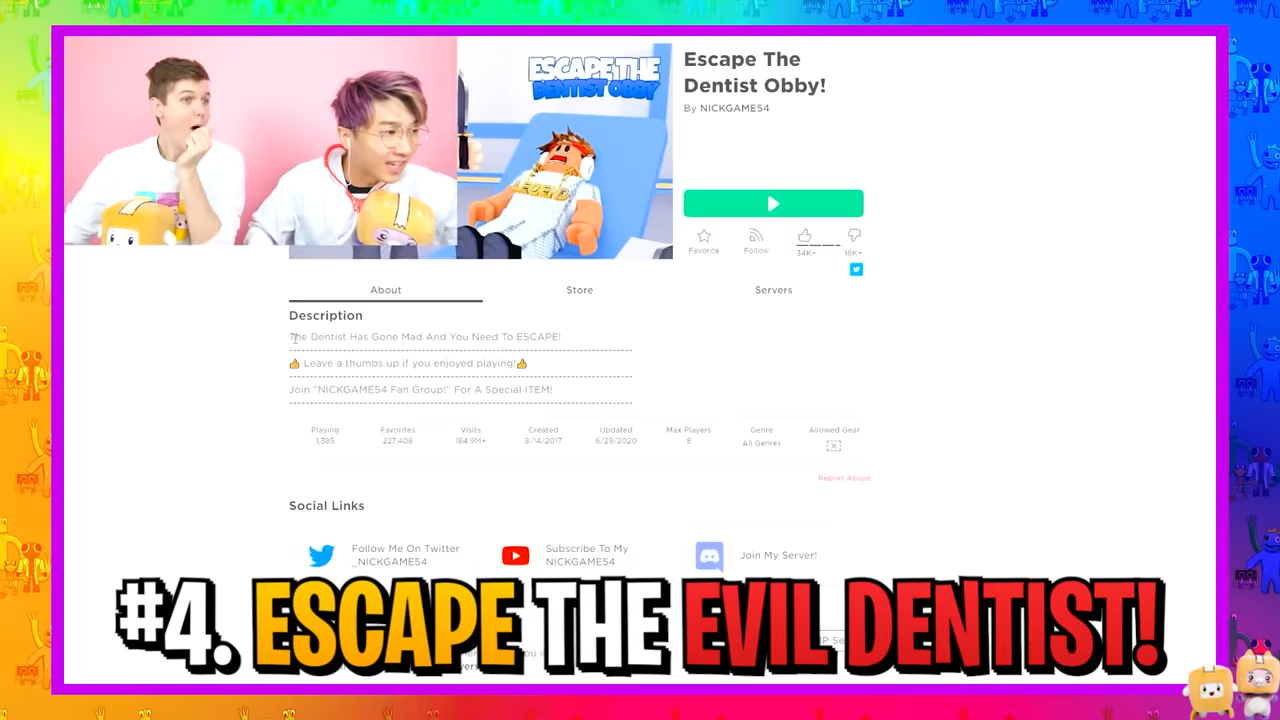 ESCAPE THE
DENTIST OBBY
LEGEND
Escape The
Dentist Obby!
By NICKGAME54
Favorite
Follow
34K+
16K+
About
Store
Servers
Description
The Dentist Has Gone Mad And You Need To ESCAPE!
👍 Leave a thumbs up if you enjoyed playing!👍
Join "NICKGAMES4 Fan Group!" For A Special ITEM!
Playing
Favorites
Visits
Created
Updated
Max Players
Genre
Allowed Gear
1,385
227,408
184.9M+
8/14/2017
6/29/2020
8
All Genres
Report Abuse
Social Links
Follow Me On Twitter
_NICKGAME54
Subscribe To My
NICKGAME54
Join My Server!
#4. ESCAPE THE EVIL DENTIST!